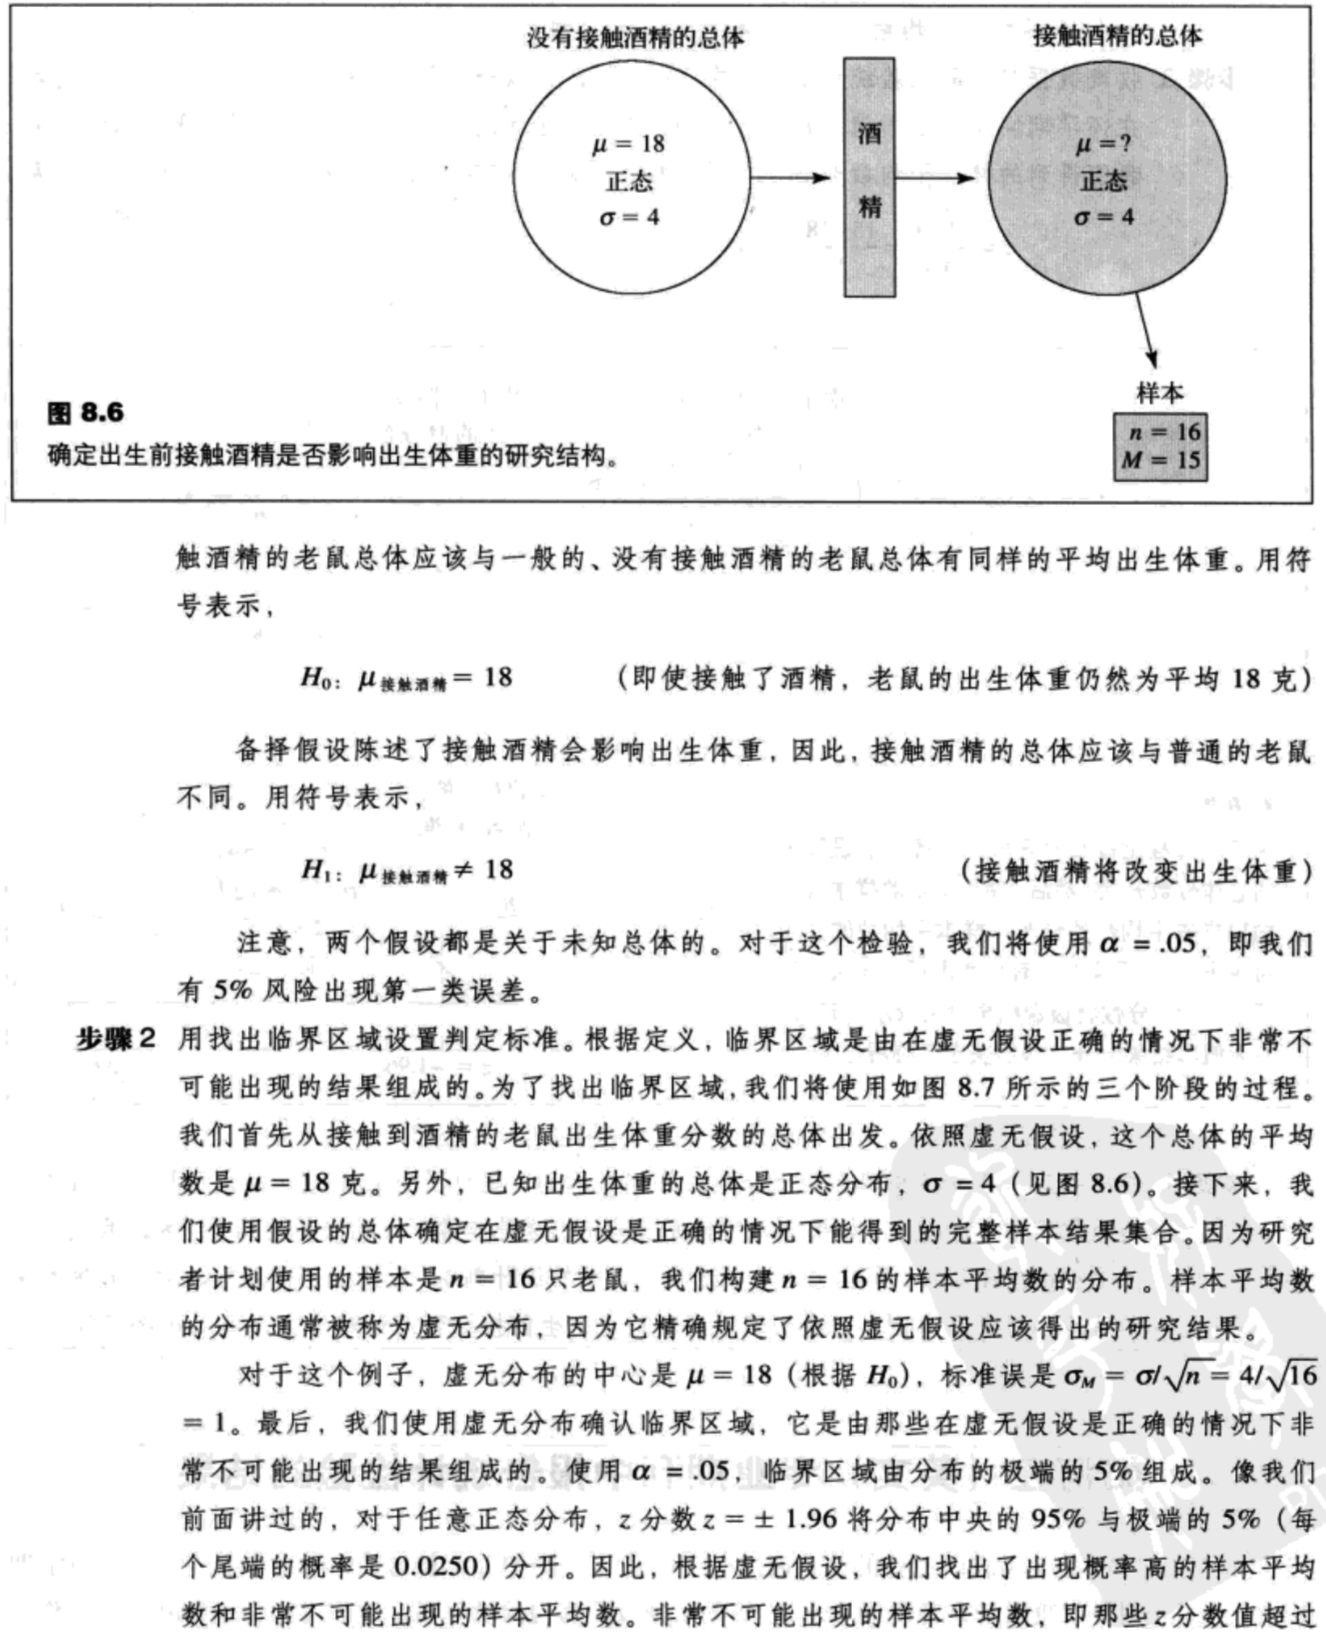 没有接触酒精的总体
接触酒精的总体
μ = 18
正态
σ = 4
酒
精
μ = ?
正态
σ = 4
样本
n = 16
M = 15
图 8.6
确定出生前接触酒精是否影响出生体重的研究结构。
触酒精的老鼠总体应该与一般的、没有接触酒精的老鼠总体有同样的平均出生体重。用符
号表示，
H₀: μ接触酒精 = 18 （即使接触了酒精，老鼠的出生体重仍然为平均 18 克）
备择假设陈述了接触酒精会影响出生体重，因此，接触酒精的总体应该与普通的老鼠
不同。用符号表示，
H₁: μ接触酒精 ≠ 18 （接触酒精将改变出生体重）
注意，两个假设都是关于未知总体的。对于这个检验，我们将使用 α = .05，即我们
有 5% 风险出现第一类误差。
步骤 2 用找出临界区域设置判定标准。根据定义，临界区域是由在虚无假设正确的情况下非常不
可能出现的结果组成的。为了找出临界区域，我们将使用如图 8.7 所示的三个阶段的过程。
我们首先从接触到酒精的老鼠出生体重分数的总体出发。依照虚无假设，这个总体的平均
数是 μ = 18 克。另外，已知出生体重的总体是正态分布，σ = 4（见图 8.6）。接下来，我
们使用假设的总体确定在虚无假设是正确的情况下能得到的完整样本结果集合。因为研究
者计划使用的样本是 n = 16 只老鼠，我们构建 n = 16 的样本平均数的分布。样本平均数
的分布通常被称为虚无分布，因为它精确规定了依照虚无假设应该得出的研究结果。
对于这个例子，虚无分布的中心是 μ = 18（根据 H₀），标准误是 σM = σ/√n = 4/√16
= 1。最后，我们使用虚无分布确认临界区域，它是由那些在虚无假设是正确的情况下非
常不可能出现的结果组成的。使用 α = .05，临界区域由分布的极端的 5% 组成。像我们
前面讲过的，对于任意正态分布，z 分数 z = ± 1.96 将分布中央的 95% 与极端的 5%（每
个尾端的概率是 0.0250）分开。因此，根据虚无假设，我们找出了出现概率高的样本平均
数和非常不可能出现的样本平均数。非常不可能出现的样本平均数，即那些 z 分数值超过